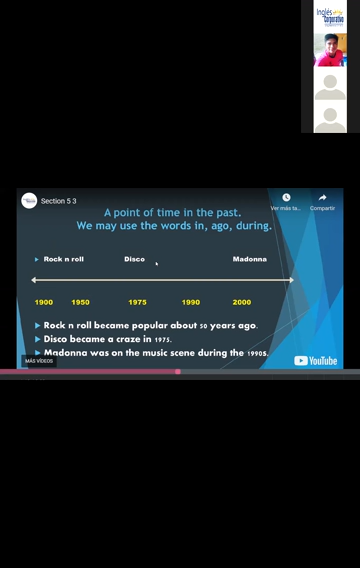 Inglés
Corporativo
Section 5 3
Ver más ta...
Compartir
A point of time in the past.
We may use the words in, ago, during.
Rock n roll Disco Madonna
1900 1950 1975 1990 2000
Rock n roll became popular about 50 years ago.
Disco became a craze in 1975.
Madonna was on the music scene during the 1990s.
MÁS VÍDEOS
YouTube